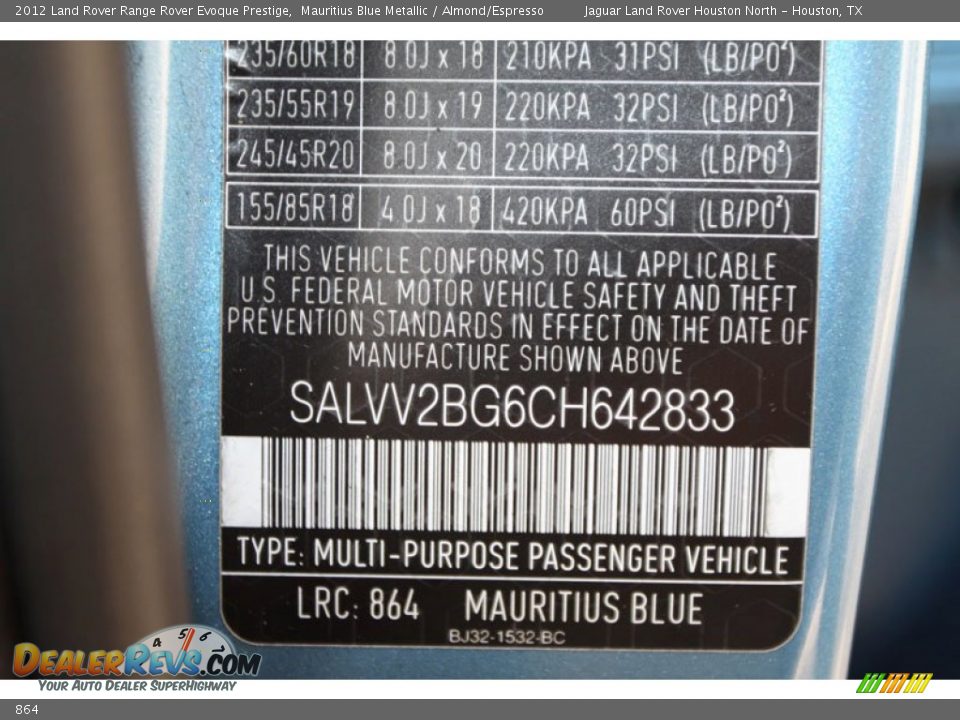 2012 Land Rover Range Rover Evoque Prestige, Mauritius Blue Metallic / Almond/Espresso Jaguar Land Rover Houston North - Houston, TX
235/60R18 8.0J x 18 210KPA 31PSI (LB/PO²)
235/55R19 8.0J x 19 220KPA 32PSI (LB/PO²)
245/45R20 8.0J x 20 220KPA 32PSI (LB/PO²)
155/85R18 4.0J x 18 420KPA 60PSI (LB/PO²)
THIS VEHICLE CONFORMS TO ALL APPLICABLE
U.S. FEDERAL MOTOR VEHICLE SAFETY AND THEFT
PREVENTION STANDARDS IN EFFECT ON THE DATE OF
MANUFACTURE SHOWN ABOVE
SALVV2BG6CH642833
TYPE: MULTI-PURPOSE PASSENGER VEHICLE
LRC: 864 MAURITIUS BLUE
BJ32-1532-BC
4 5 6
DEALERREVS.COM
YOUR AUTO DEALER SUPERHIGHWAY
864